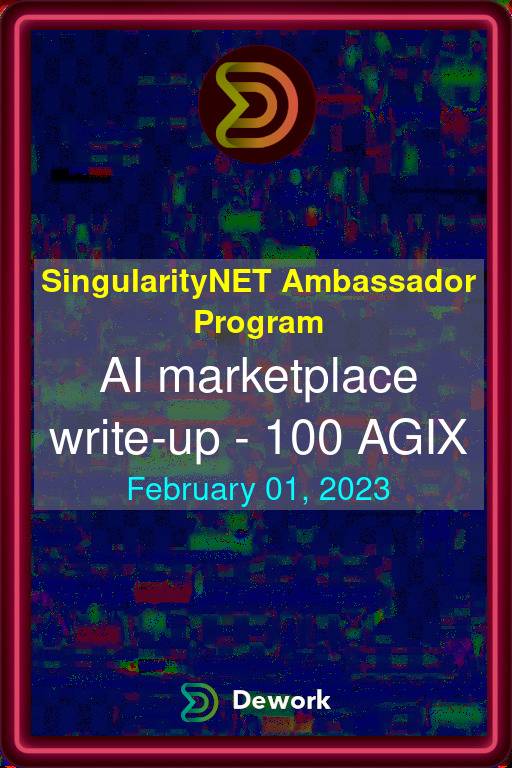 SingularityNET Ambassador
Program
AI marketplace
write-up - 100 AGIX
February 01, 2023
Dework